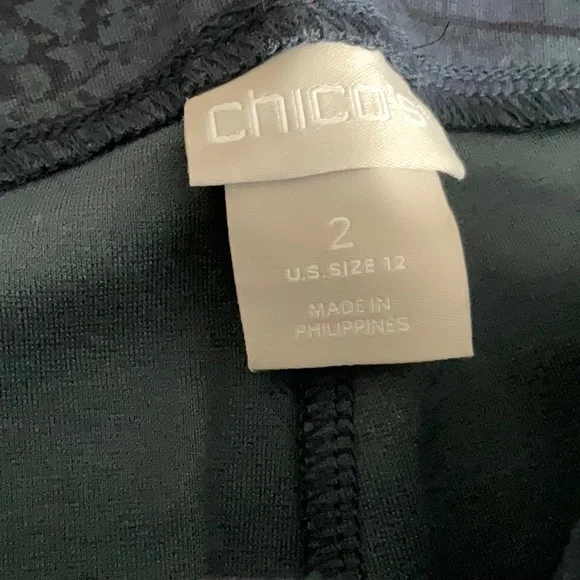 chico's
2
U.S. SIZE 12
MADE IN
PHILIPPINES